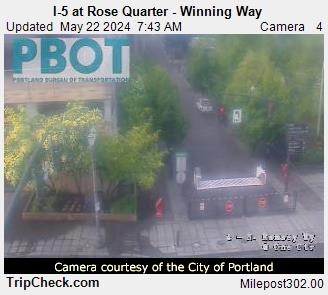 I-5 at Rose Quarter - Winning Way
Updated May 22 2024 7:43 AM Camera 4
PBOT
PORTLAND BUREAU OF TRANSPORTATION
Camera courtesy of the City of Portland
TripCheck.com Milepost302.00